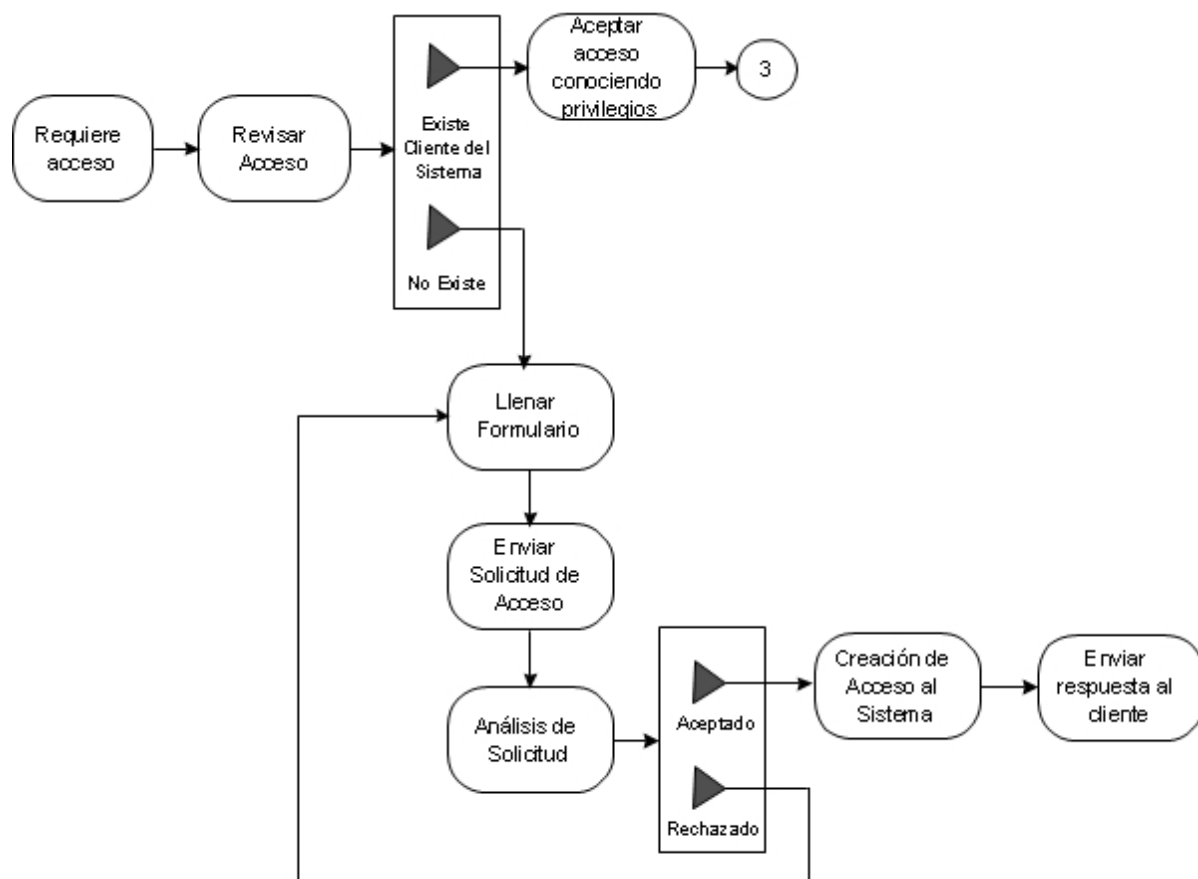 Requiere
acceso
Revisar
Acceso
Existe
Cliente del
Sistema
No Existe
Aceptar
acceso
conociendo
privilegios
3
Llenar
Formulario
Enviar
Solicitud de
Acceso
Análisis de
Solicitud
Aceptado
Rechazado
Creación de
Acceso al
Sistema
Enviar
respuesta al
cliente